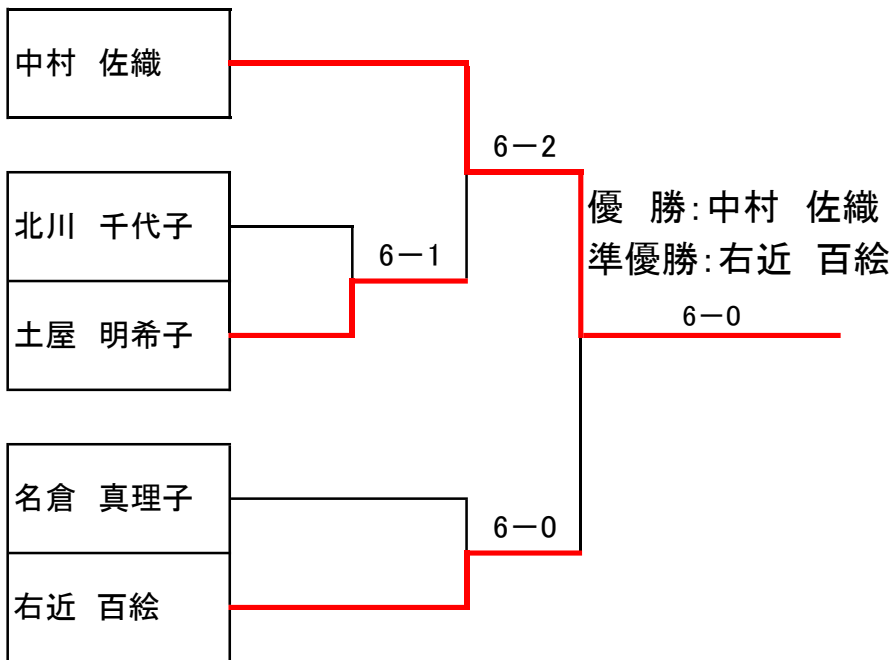 中村 佐織
6－2
北川 千代子
優 勝:中村 佐織
6－1
準優勝:右近 百絵
土屋 明希子
6－0
名倉 真理子
6－0
右近 百絵